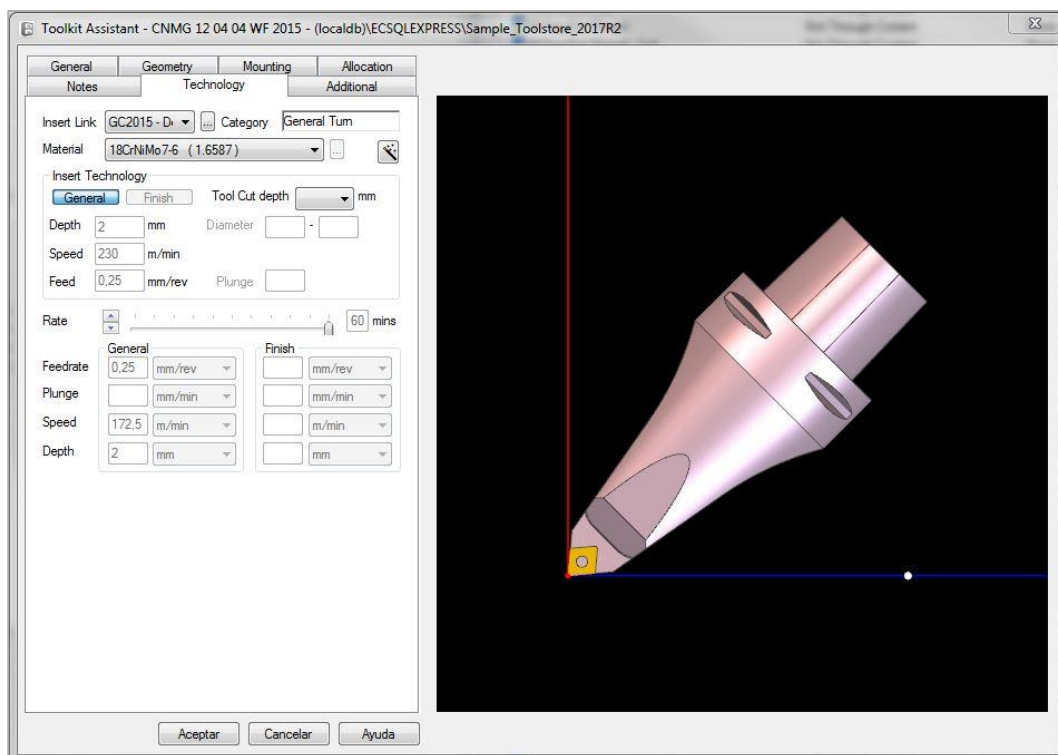 Toolkit Assistant - CNMG 12 04 04 WF 2015 - (localdb)\ECSQLEXPRESS\Sample_Toolstore_2017R2
General Geometry Mounting Allocation
Notes Technology Additional
Insert Link GC2015 - D ... Category General Turn
Material 18CrNiMo7-6 ( 1.6587 ) ...
Insert Technology
General Finish Tool Cut depth mm
Depth 2 mm Diameter -
Speed 230 m/min
Feed 0,25 mm/rev Plunge
Rate 60 mins
General Finish
Feedrate 0,25 mm/rev mm/rev
Plunge mm/min mm/min
Speed 172,5 m/min m/min
Depth 2 mm mm
Aceptar Cancelar Ayuda